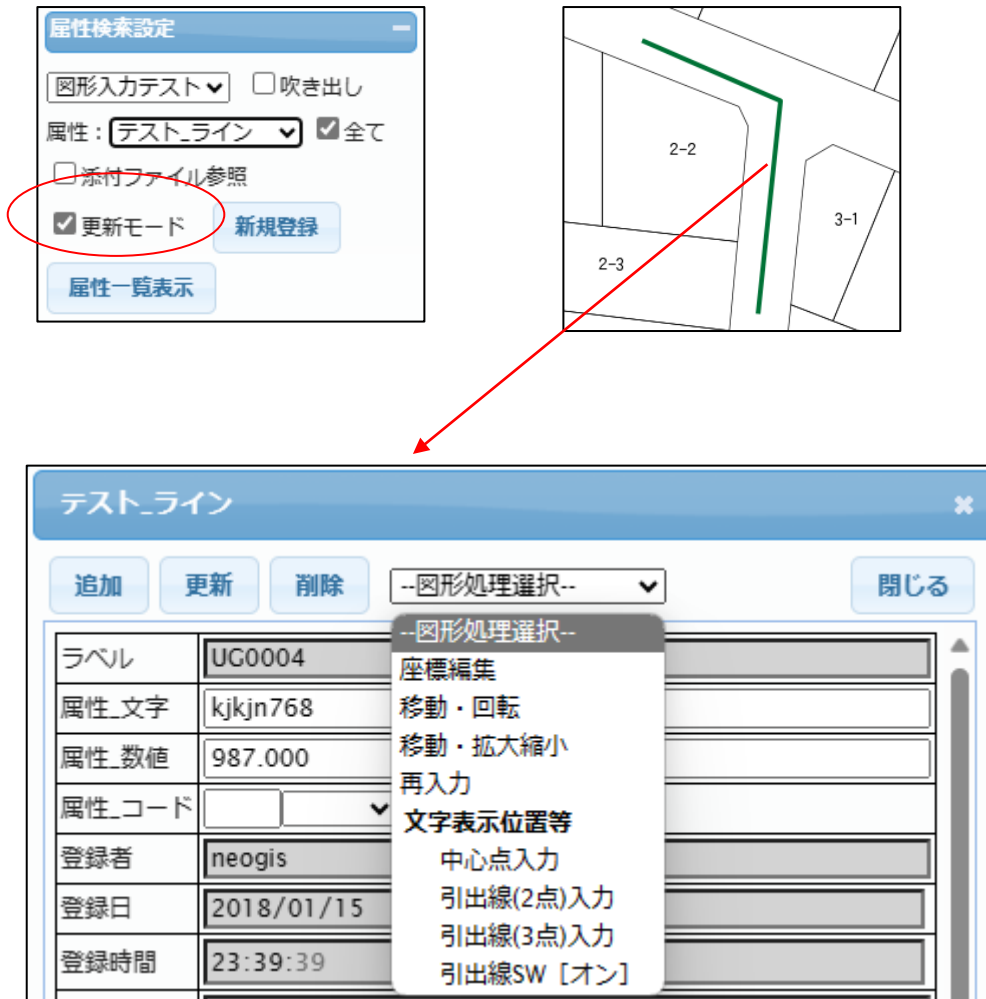 属性検索設定
図形入力テスト 吹き出し
属性：テスト_ライン 全て
添付ファイル参照
更新モード 新規登録
属性一覧表示
2-2
3-1
2-3
テスト_ライン
追加 更新 削除 --図形処理選択-- 閉じる
--図形処理選択--
座標編集
移動・回転
移動・拡大縮小
再入力
文字表示位置等
中心点入力
引出線(2点)入力
引出線(3点)入力
引出線SW［オン］
ラベル UG0004
属性_文字 kjkjn768
属性_数値 987.000
属性_コード
登録者 neogis
登録日 2018/01/15
登録時間 23:39:39